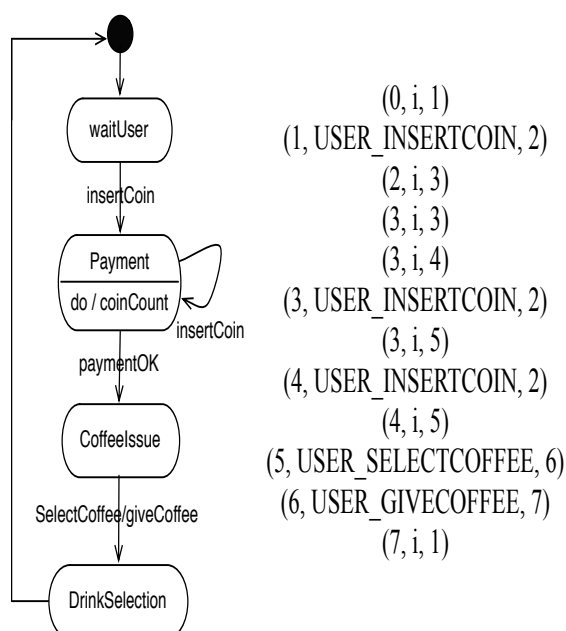 waitUser
insertCoin
Payment
do / coinCount
insertCoin
paymentOK
CoffeeIssue
SelectCoffee/giveCoffee
DrinkSelection
(0, i, 1)
(1, USER_INSERTCOIN, 2)
(2, i, 3)
(3, i, 3)
(3, i, 4)
(3, USER_INSERTCOIN, 2)
(3, i, 5)
(4, USER_INSERTCOIN, 2)
(4, i, 5)
(5, USER_SELECTCOFFEE, 6)
(6, USER_GIVECOFFEE, 7)
(7, i, 1)